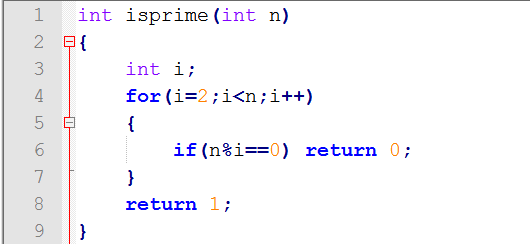 1 int isprime(int n)
2 {
3 int i;
4 for(i=2;i<n;i++)
5 {
6 if(n%i==0) return 0;
7 }
8 return 1;
9 }